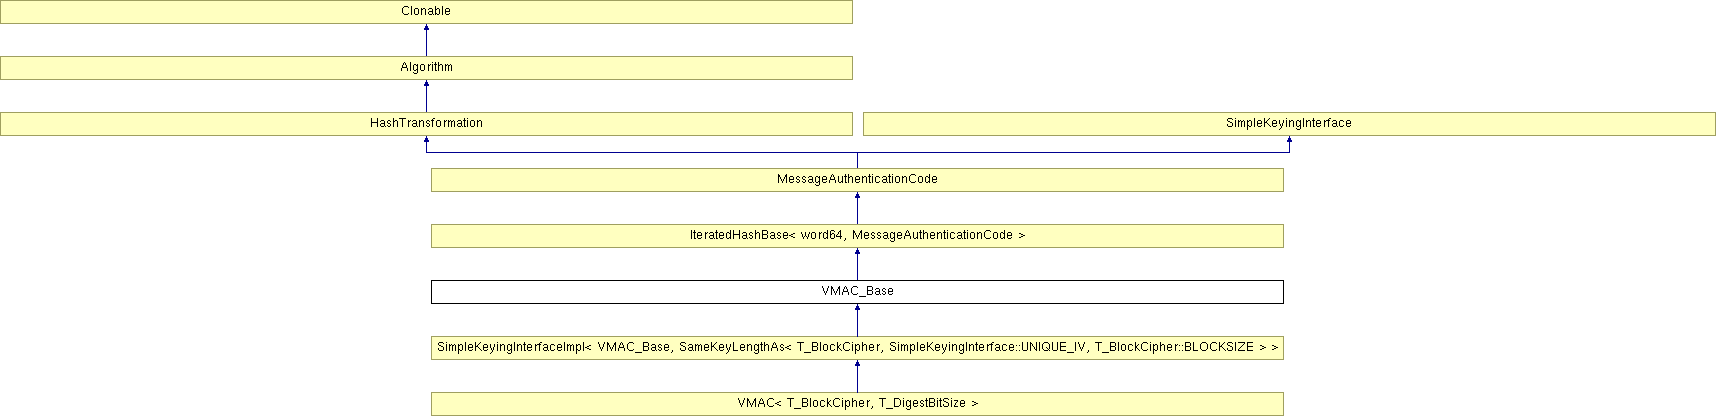 Clonable
Algorithm
HashTransformation
SimpleKeyingInterface
MessageAuthenticationCode
IteratedHashBase< word64, MessageAuthenticationCode >
VMAC_Base
SimpleKeyingInterfaceImpl< VMAC_Base, SameKeyLengthAs< T_BlockCipher, SimpleKeyingInterface::UNIQUE_IV, T_BlockCipher::BLOCKSIZE > >
VMAC< T_BlockCipher, T_DigestBitSize >